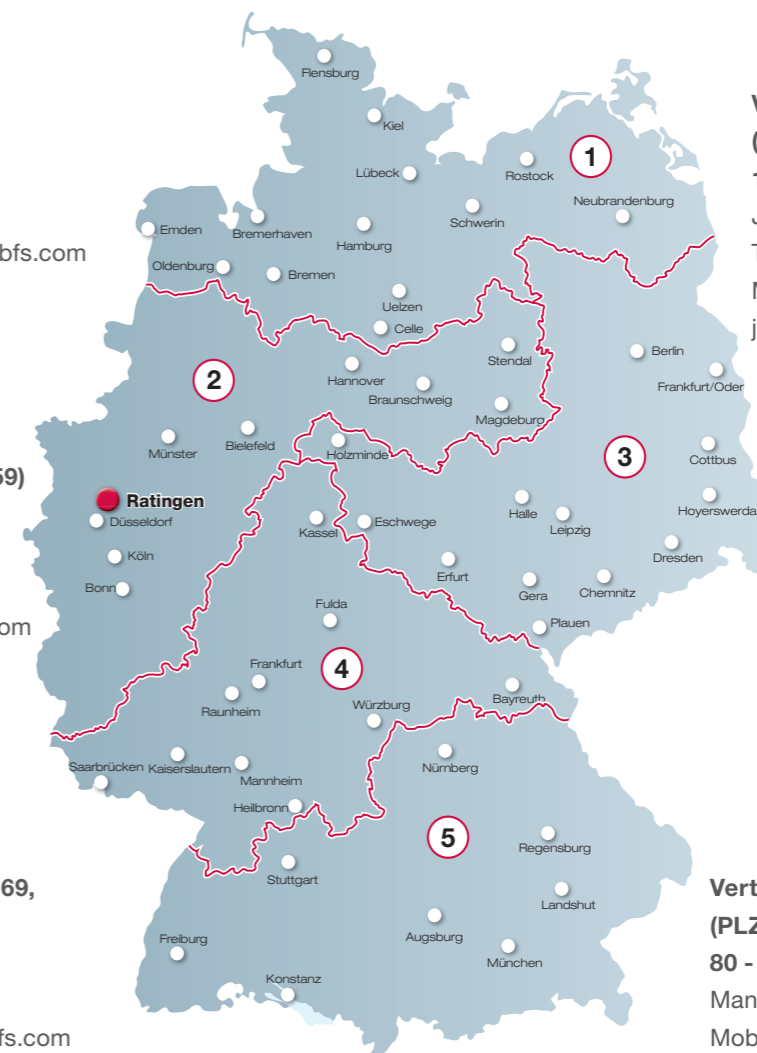 Flensburg
Kiel
V
(
Lübeck
Rostock
1
1
J
Schwerin
Neubrandenburg
Emden
Bremerhaven
Hamburg
T
bfs.com
Oldenburg
Bremen
M
Uelzen
j
Celle
Stendal
Berlin
Hannover
2
Braunschweig
Frankfurt/Oder
Magdeburg
Münster
Bielefeld
Holzminde
3
Cottbus
59)
Ratingen
Halle
Hoyerswerda
Düsseldorf
Kassel
Eschwege
Leipzig
Köln
Dresden
Bonn
Erfurt
Gera
Chemnitz
Fulda
om
Plauen
4
Frankfurt
Raunheim
Bayreuth
Würzburg
Saarbrücken
Kaiserslautern
Mannheim
Nürnberg
Heilbronn
5
Regensburg
Stuttgart
69,
Vert
Landshut
(PLZ
Augsburg
Freiburg
München
80 -
Konstanz
Man
fs.com
Mob